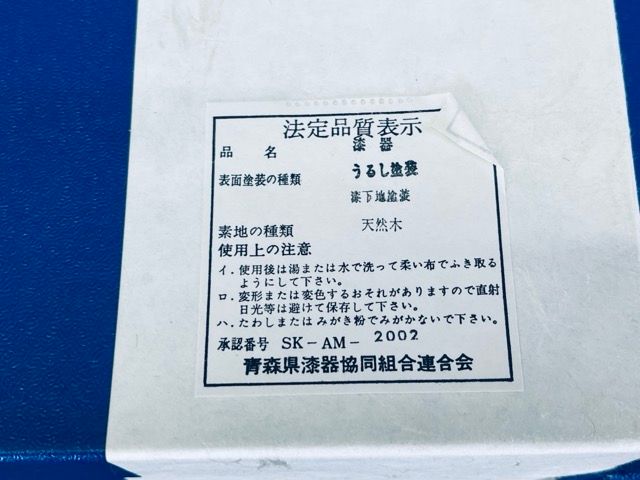 法定品質表示
品名 漆器
表面塗装の種類 うるし塗装
漆下地塗装
素地の種類 天然木
使用上の注意
イ.使用後は湯または水で洗って柔い布でふき取る
ようにして下さい。
ロ.変形または変色するおそれがありますので直射
日光等は避けて保存して下さい。
ハ.たわしまたはみがき粉でみがかないで下さい。
承認番号 SK-AM-2002
青森県漆器協同組合連合会